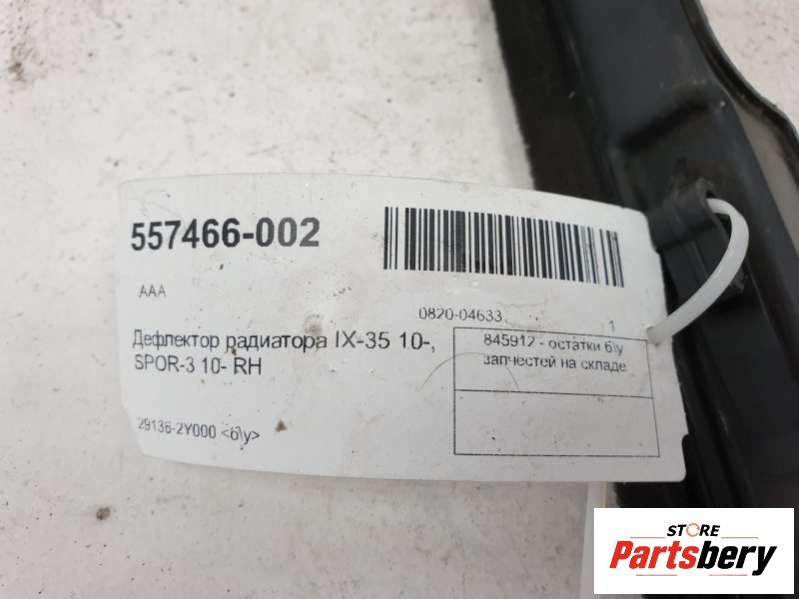 557466-002
AAA
0820-04633
1
Дефлектор радиатора IX-35 10-,
SPOR-3 10- RH
845912 - остатки б\у
запчестей на складе
29136-2Y000 <б\у>
STORE
Partsbery